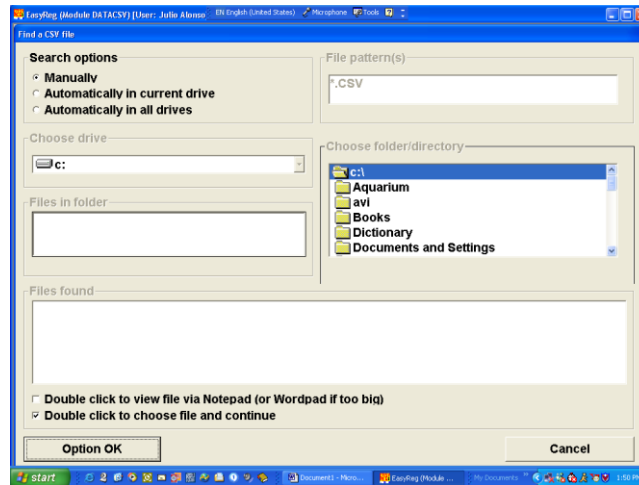 EasyReg (Module DATACSV) [User: Julio Alonso
EN English (United States) Microphone Tools
Find a CSV file
Search options
Manually
Automatically in current drive
Automatically in all drives
File pattern(s)
*.CSV
Choose drive
c:
Choose folder/directory
c:\
Aquarium
avi
Books
Dictionary
Documents and Settings
Files in folder
Files found
Double click to view file via Notepad (or Wordpad if too big)
Double click to choose file and continue
Option OK
Cancel
start
Document1 - Micro...
EasyReg (Module ...
My Documents
1:50 PM